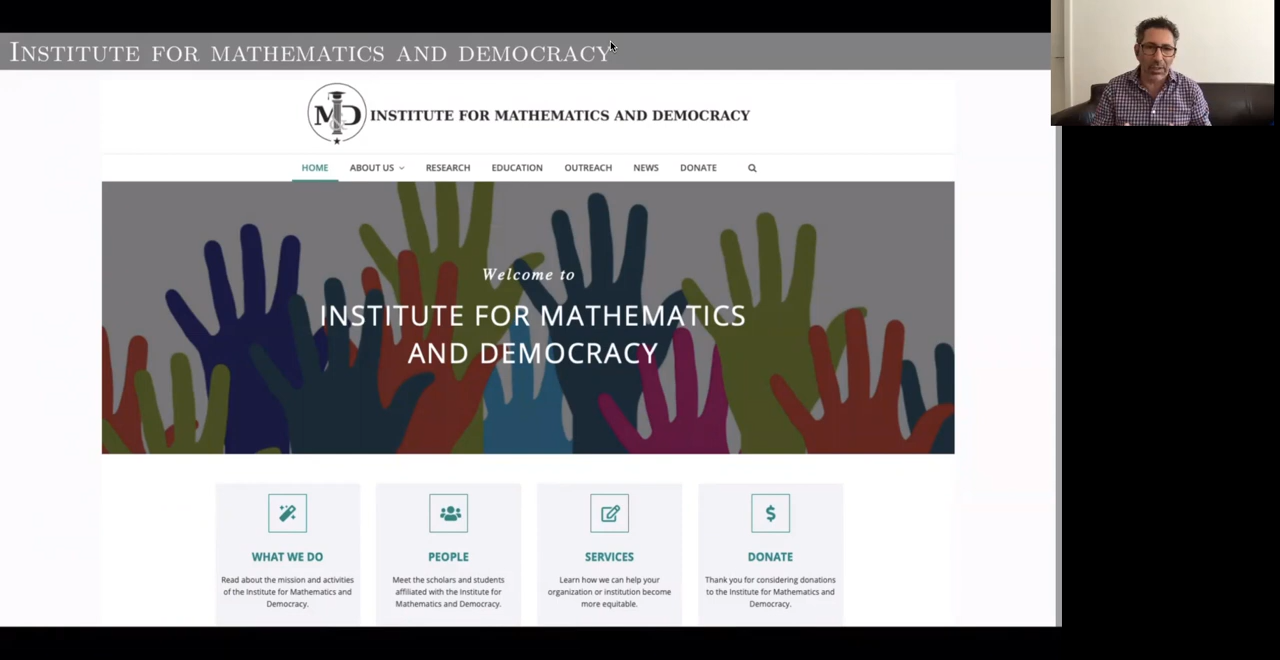 Institute for mathematics and democracy
M&D INSTITUTE FOR MATHEMATICS AND DEMOCRACY
HOME ABOUT US RESEARCH EDUCATION OUTREACH NEWS DONATE
Welcome to
INSTITUTE FOR MATHEMATICS
AND DEMOCRACY
WHAT WE DO
Read about the mission and activities
of the Institute for Mathematics and
Democracy.
PEOPLE
Meet the scholars and students
affiliated with the Institute for
Mathematics and Democracy.
SERVICES
Learn how we can help your
organization or institution become
more equitable.
$
DONATE
Thank you for considering donations
to the Institute for Mathematics and
Democracy.